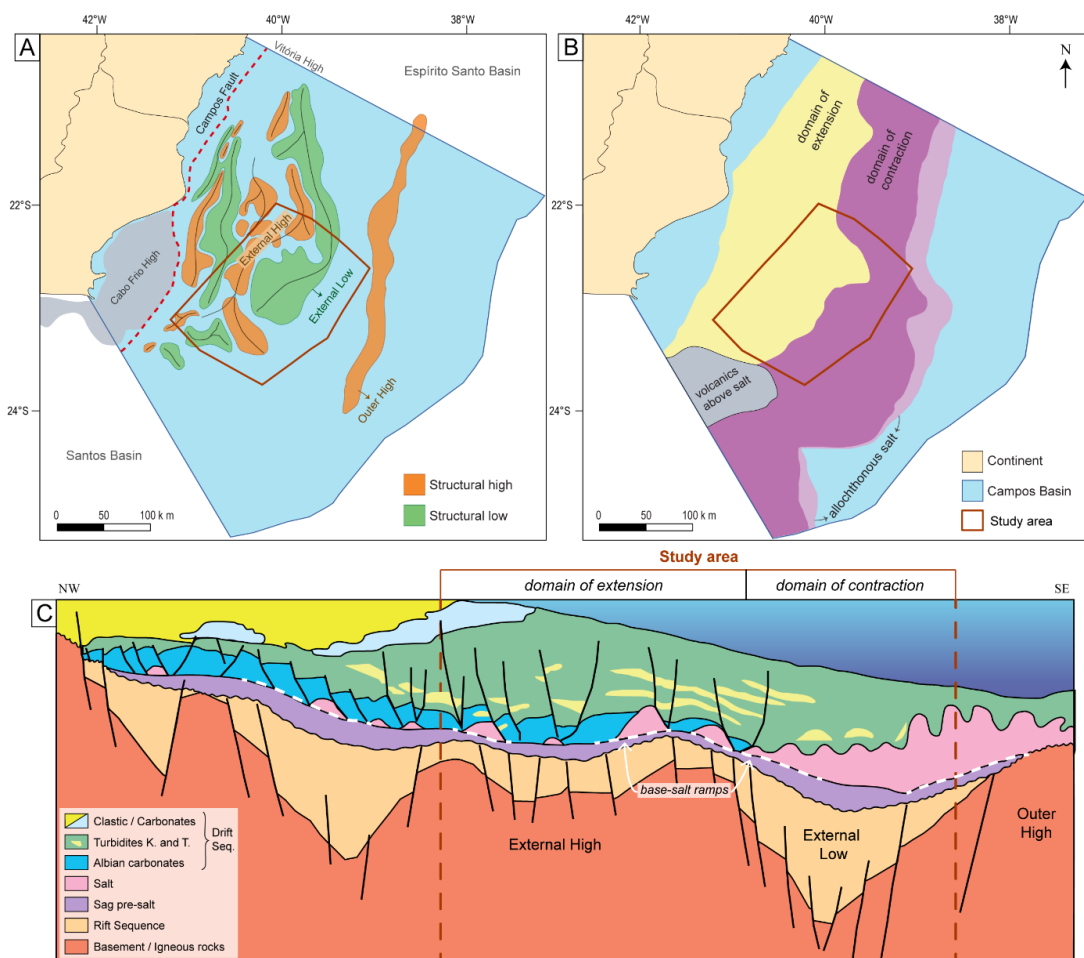 42°W
40°W
38°W
42°W
40°W
38°W
A
Vitória High
Espírito Santo Basin
Campos Fault
22°S
External High
Cabo Frio High
External Low
Outer High
24°S
Santos Basin
Structural high
Structural low
0
50
100 k m
B
N
domain of
extension
domain of
contraction
22°S
volcanics
above salt
24°S
allochthonous salt
Continent
Campos Basin
Study area
0
50
100 k m
Study area
NW
domain of extension
domain of contraction
SE
C
base-salt ramps
External High
External
Low
Outer
High
Clastic / Carbonates
Turbidites K. and T.
Albian carbonates
Drift
Seq.
Salt
Sag pre-salt
Rift Sequence
Basement / Igneous rocks